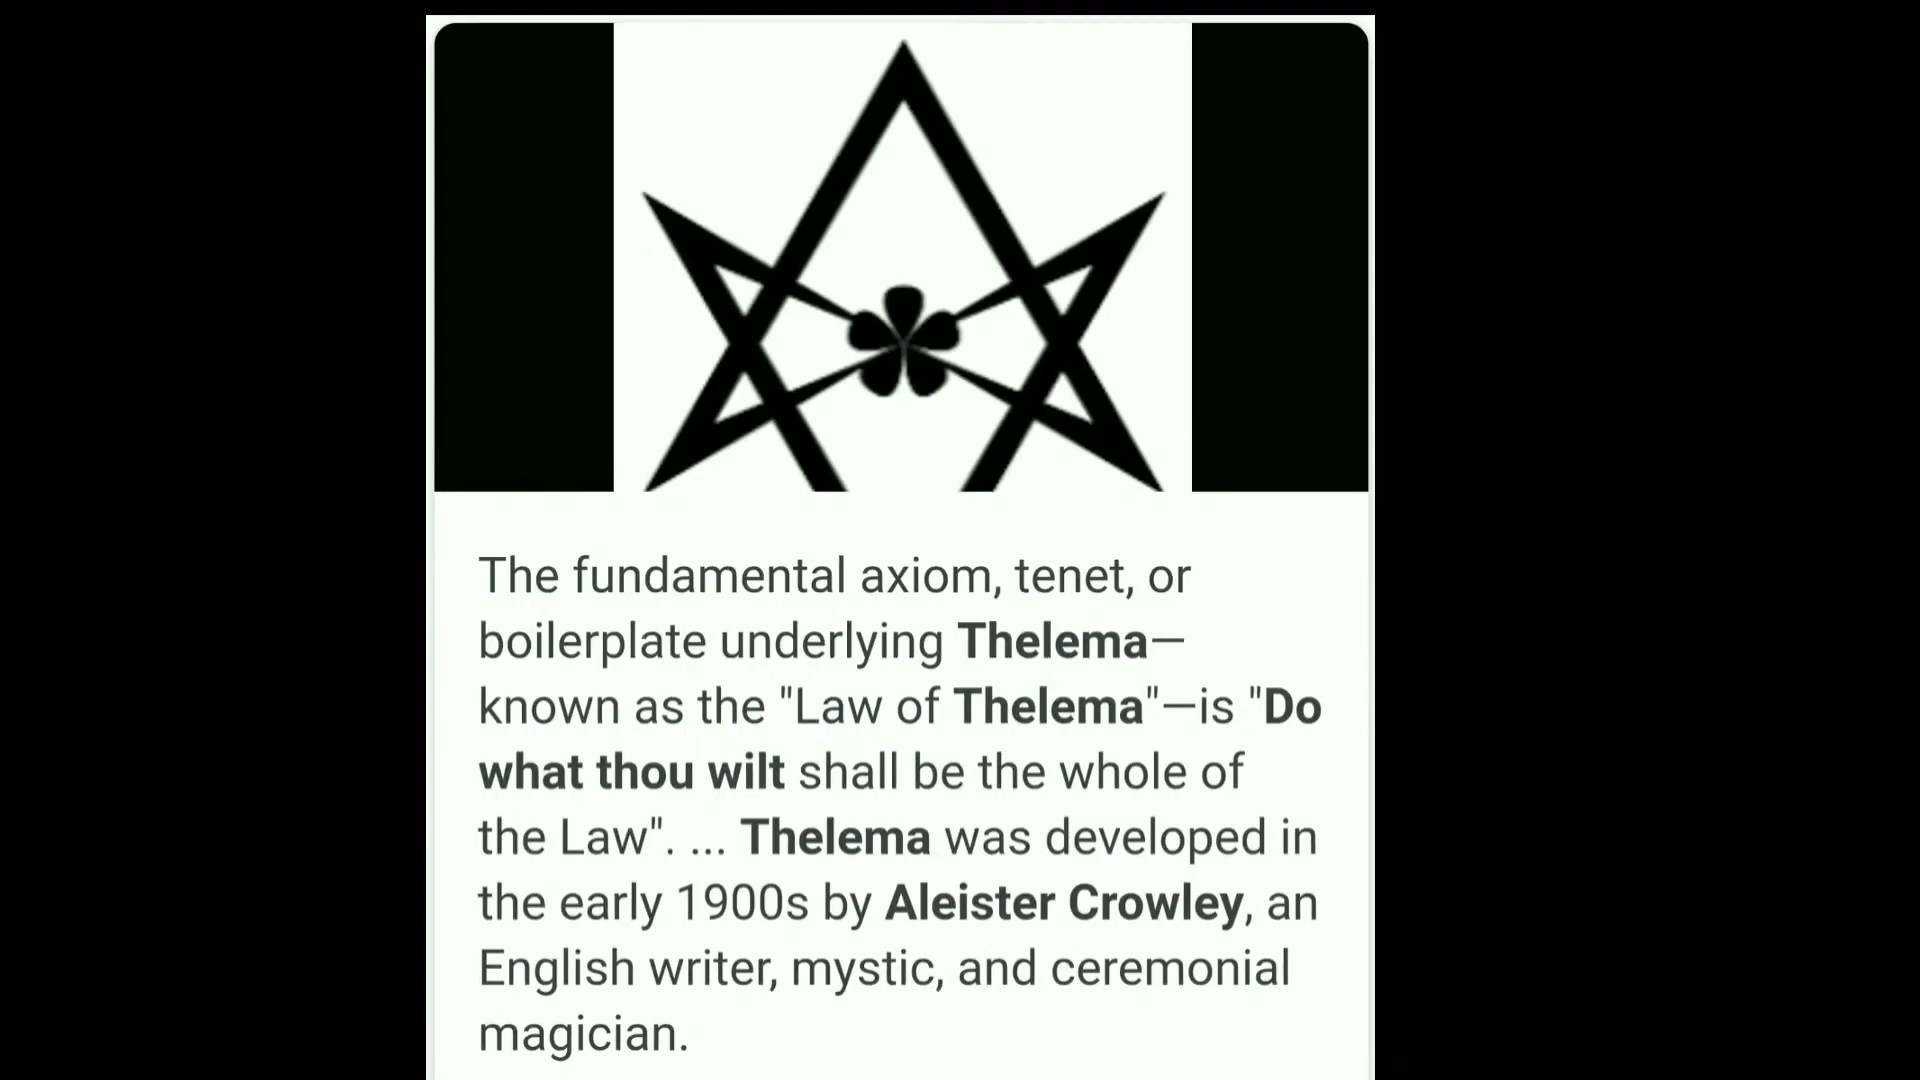 The fundamental axiom, tenet, or
boilerplate underlying Thelema—
known as the "Law of Thelema"—is "Do
what thou wilt shall be the whole of
the Law". ... Thelema was developed in
the early 1900s by Aleister Crowley, an
English writer, mystic, and ceremonial
magician.